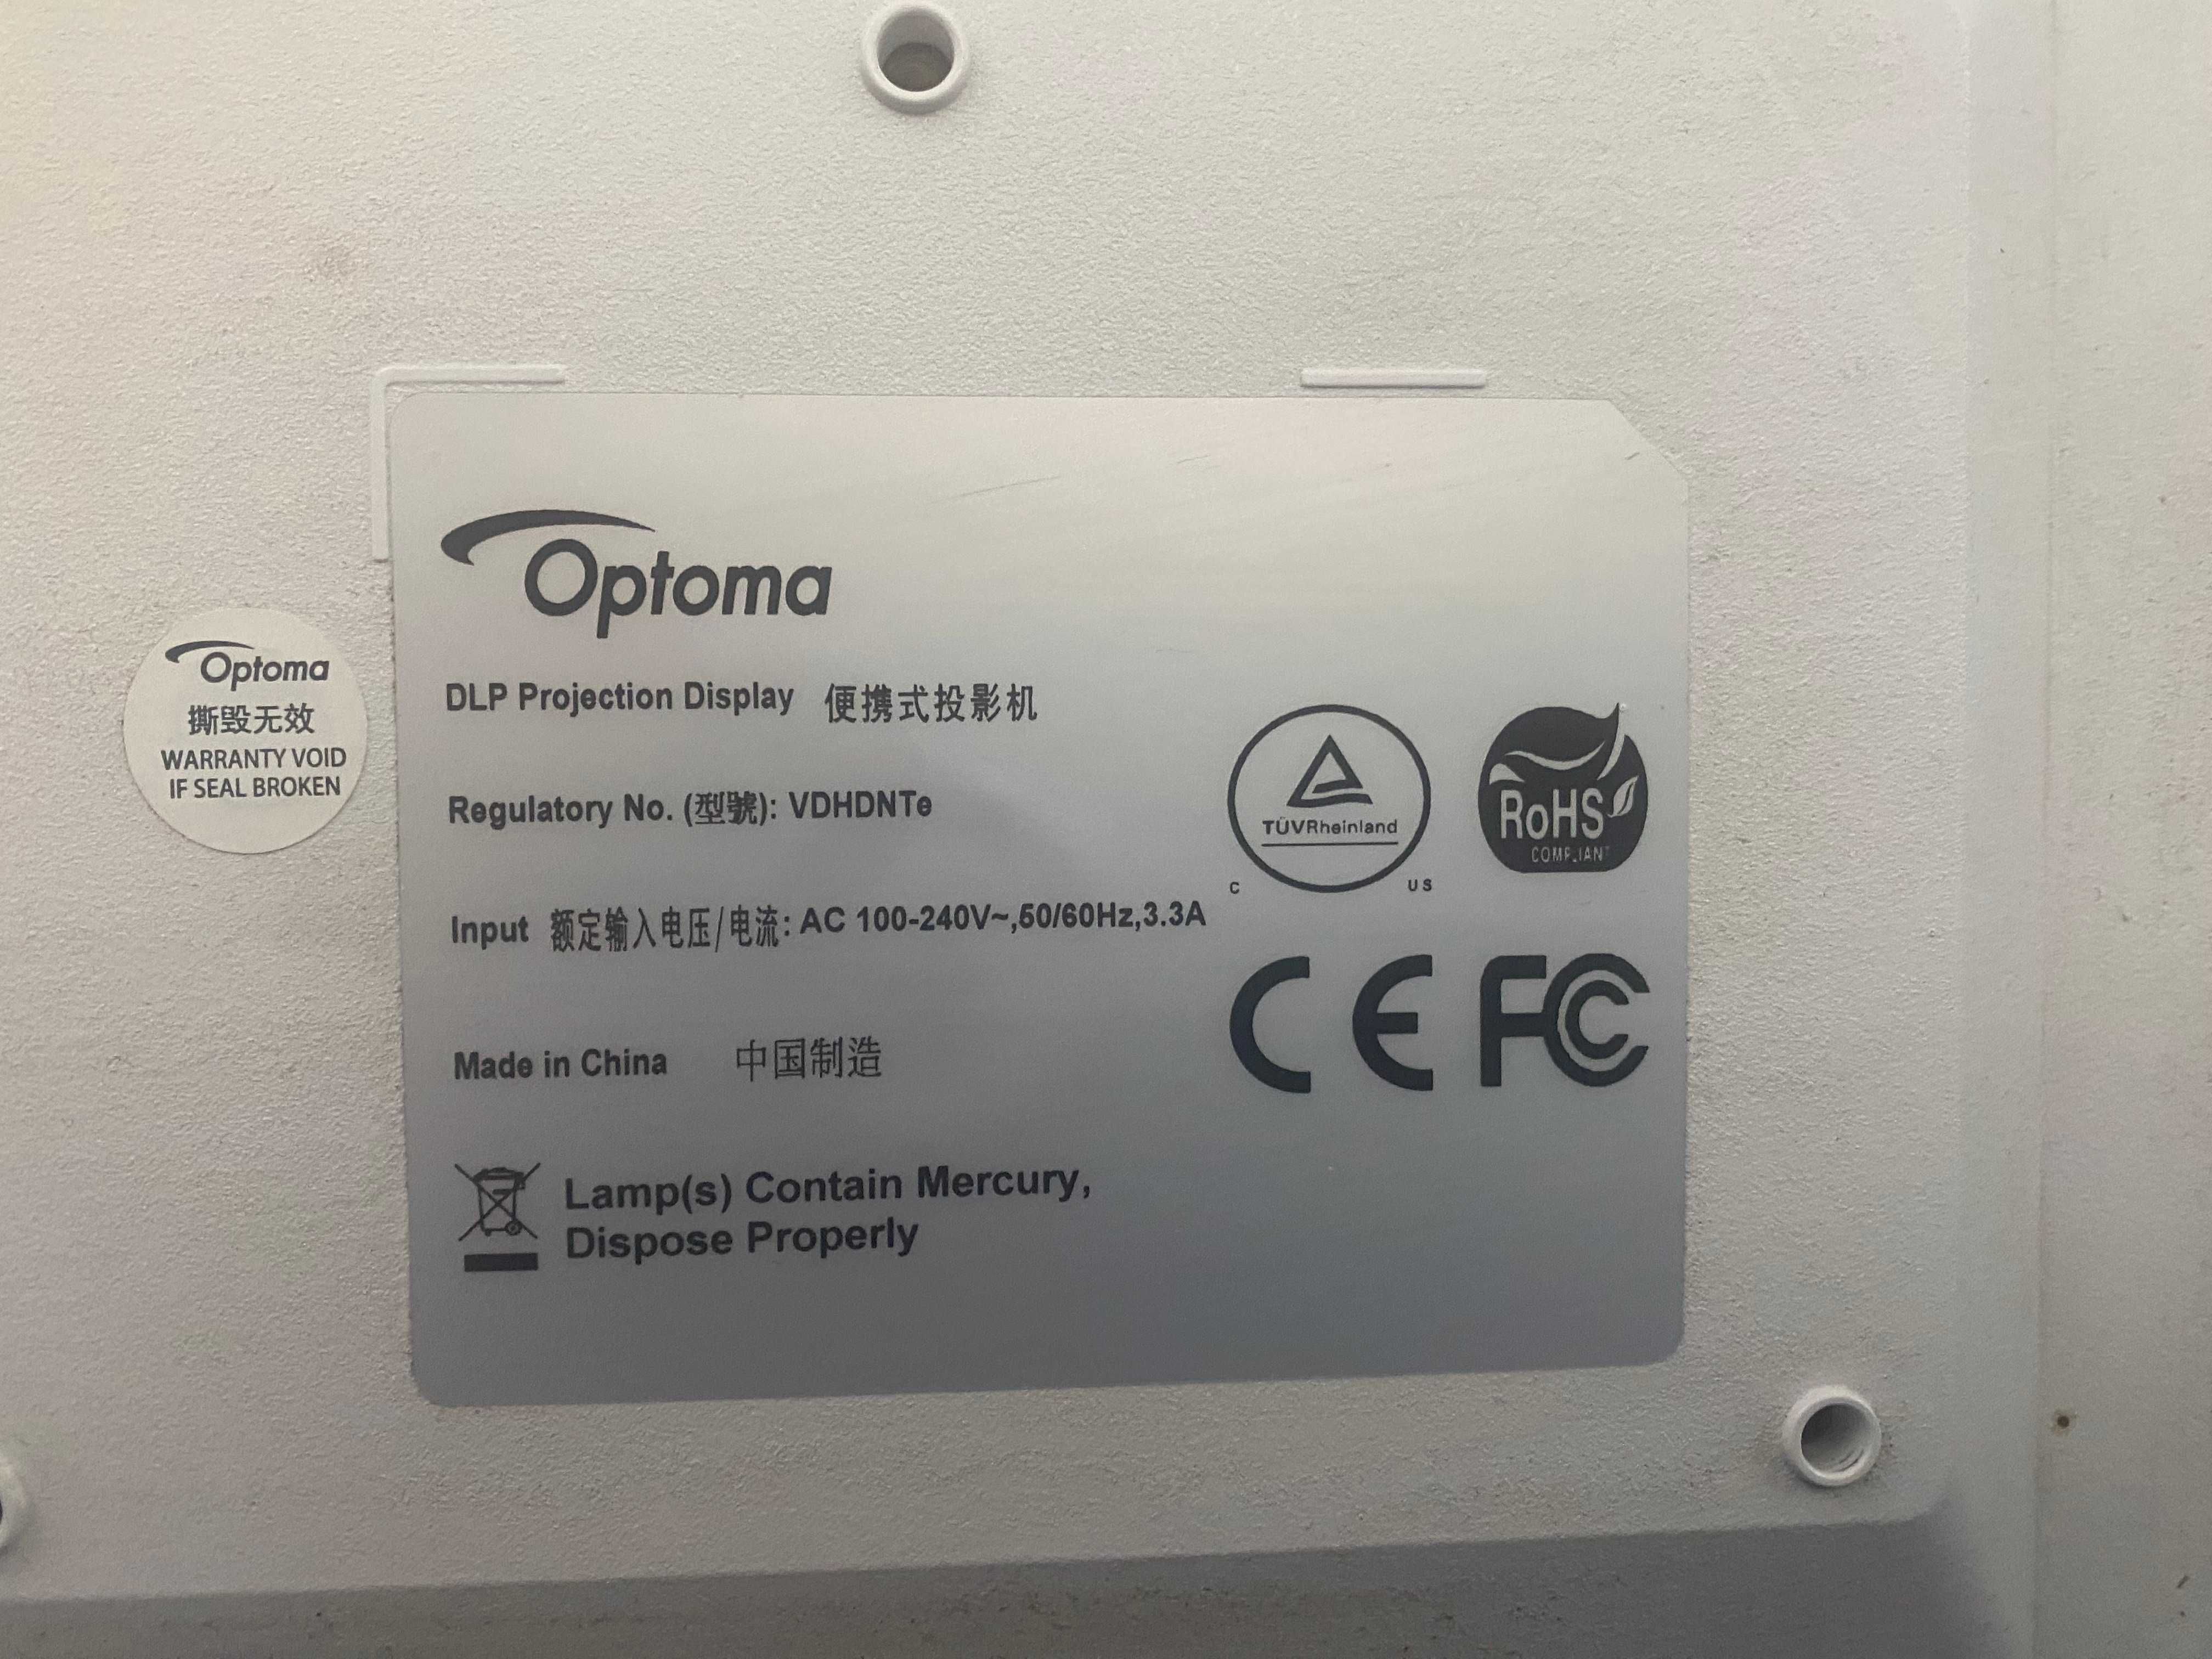 Optoma
DLP Projection Display 便携式投影机
Regulatory No. (型號): VDHDNTe
Input 额定输入电压/电流: AC 100-240V~,50/60Hz,3.3A
Made in China 中国制造
Lamp(s) Contain Mercury,
Dispose Properly
TÜVRheinland
C US
RoHS
COMPLIANT
CE FC
Optoma
撕毁无效
WARRANTY VOID
IF SEAL BROKEN